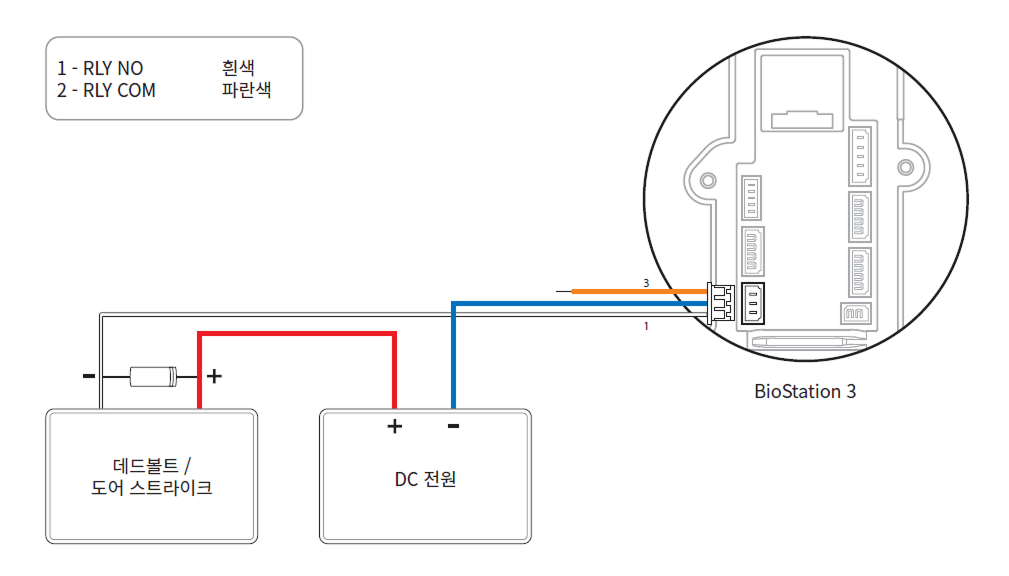 1 - RLY NO 흰색
2 - RLY COM 파란색
3
1
BioStation 3
- +
+ -
데드볼트 /
도어 스트라이크
DC 전원